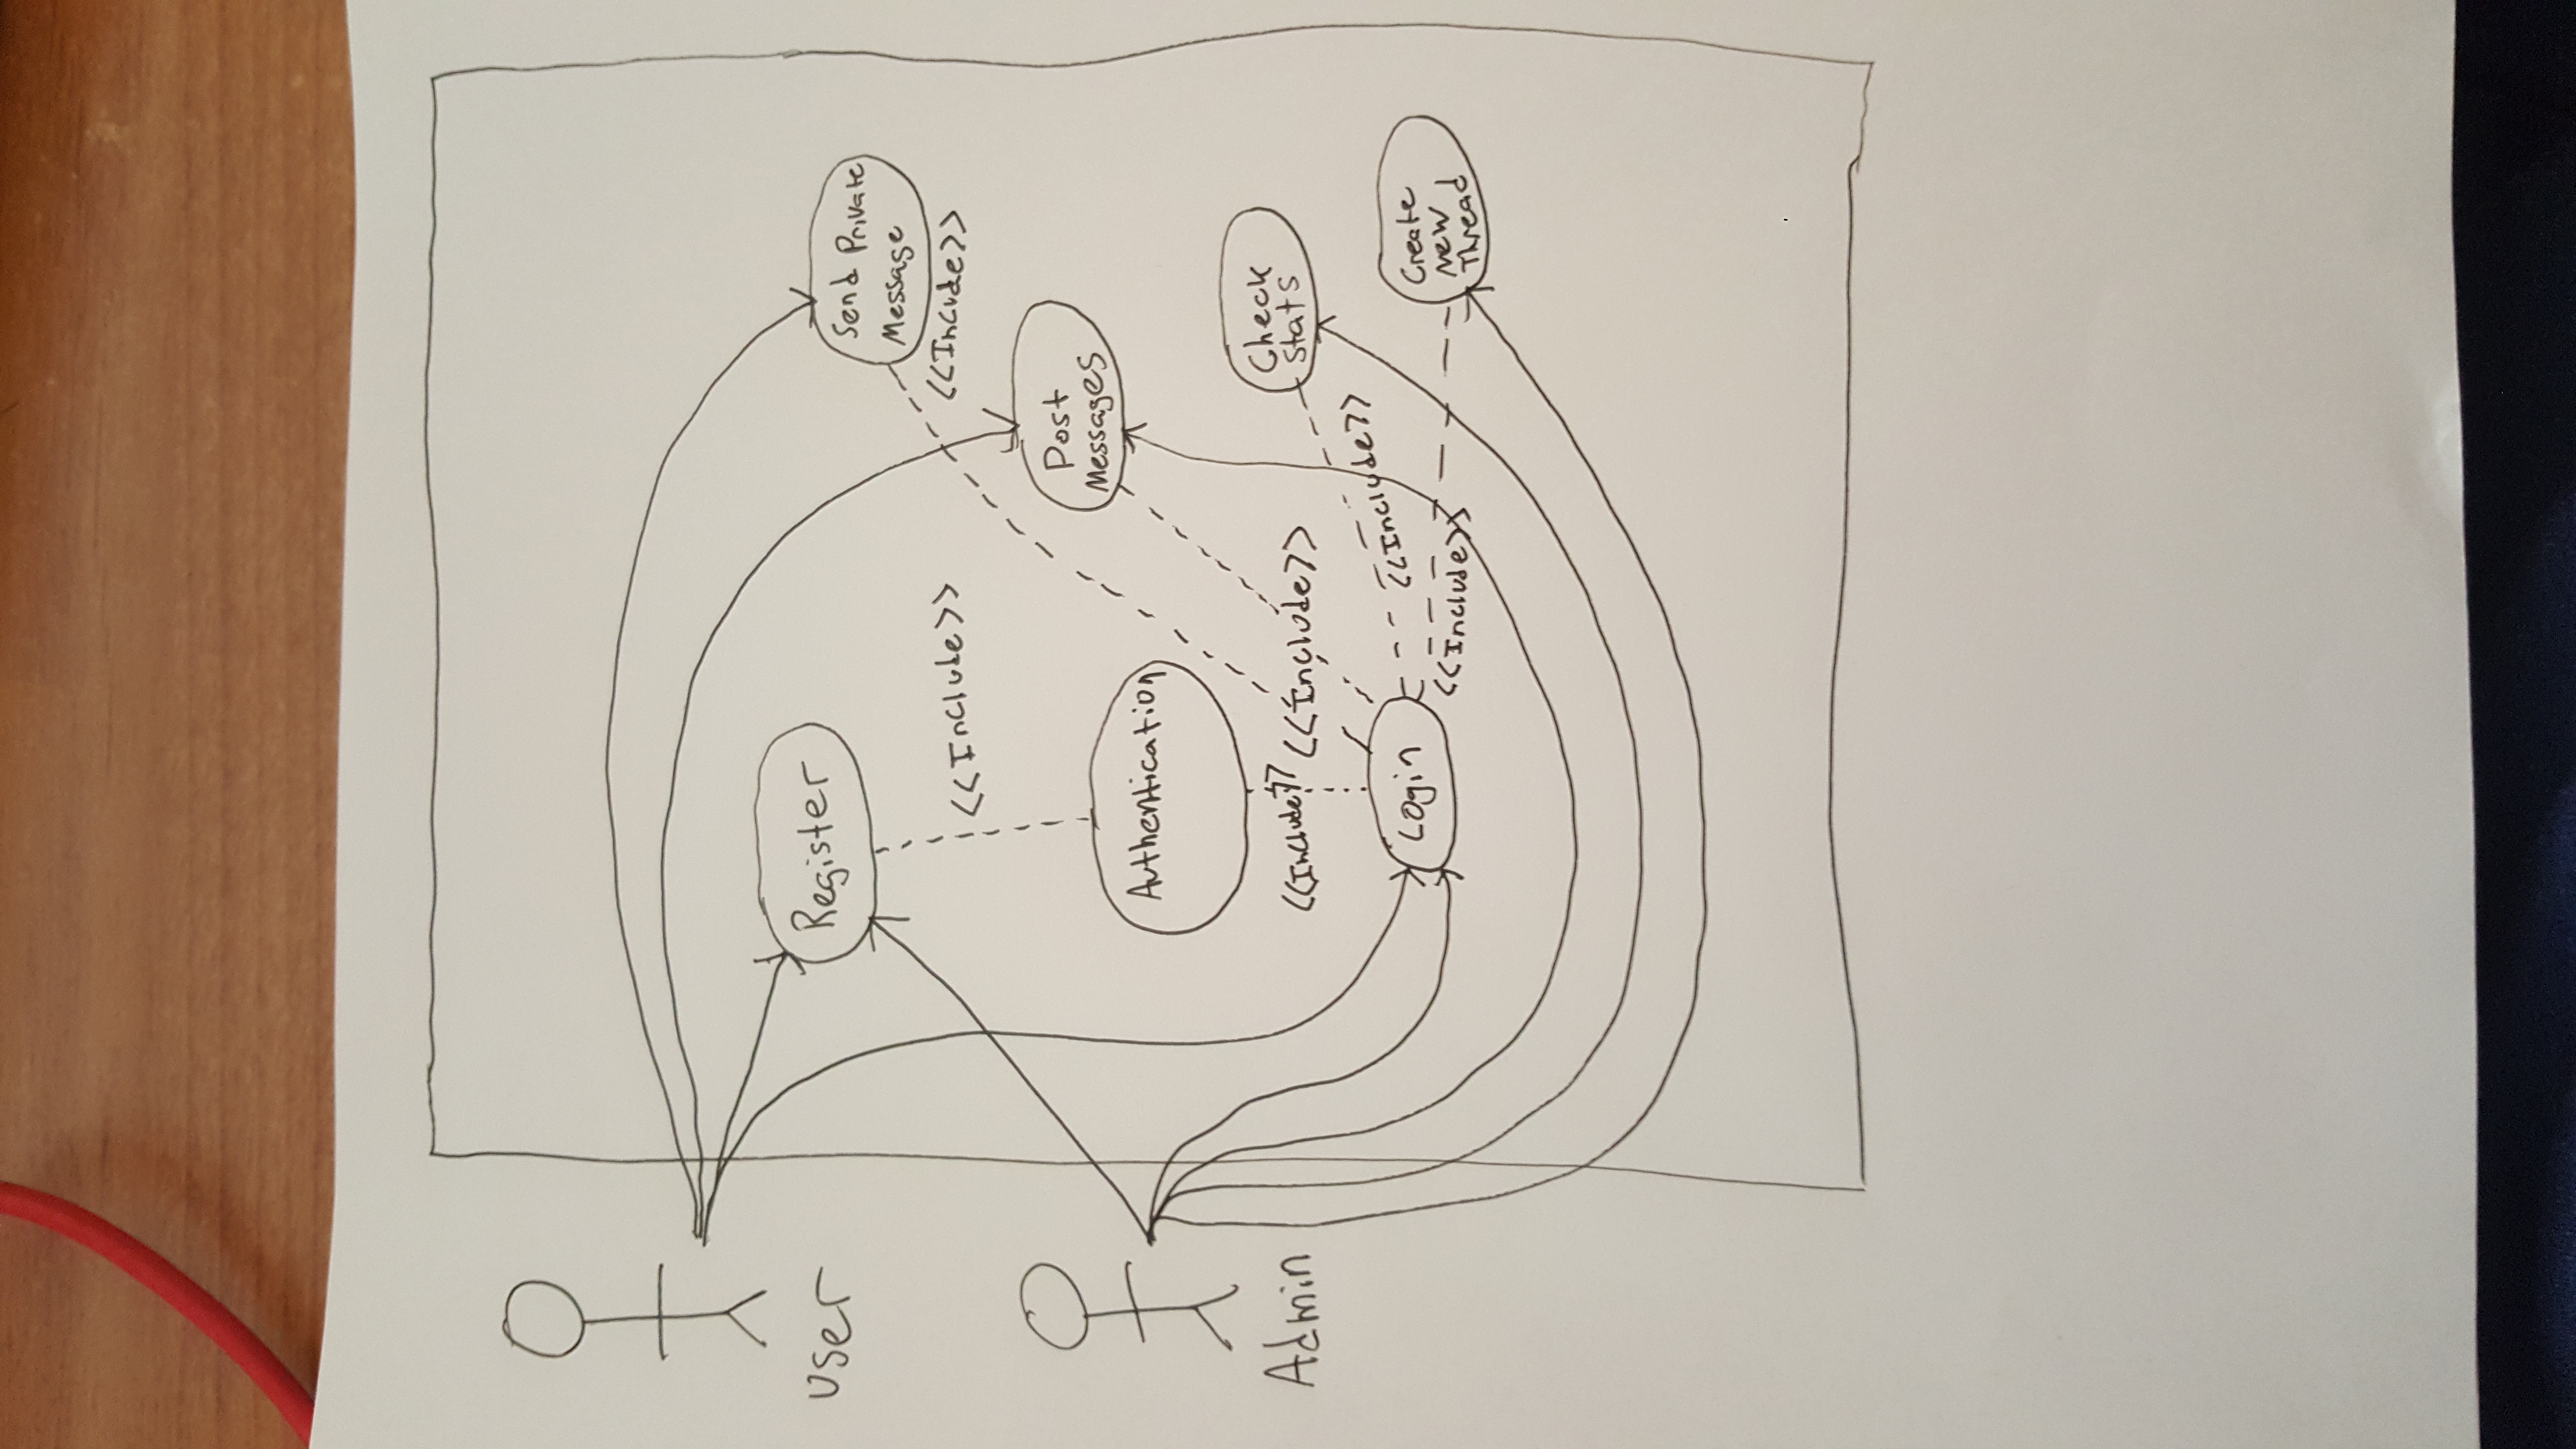 User
Register
Send Private
Message
<<Include>>
<<Incude>>
Post
Messages
Authentication
Admin
Check
Stats
<<Include>>
<<Include>>
<<Include>>
Login
Create
New
Thread
<<Include>>